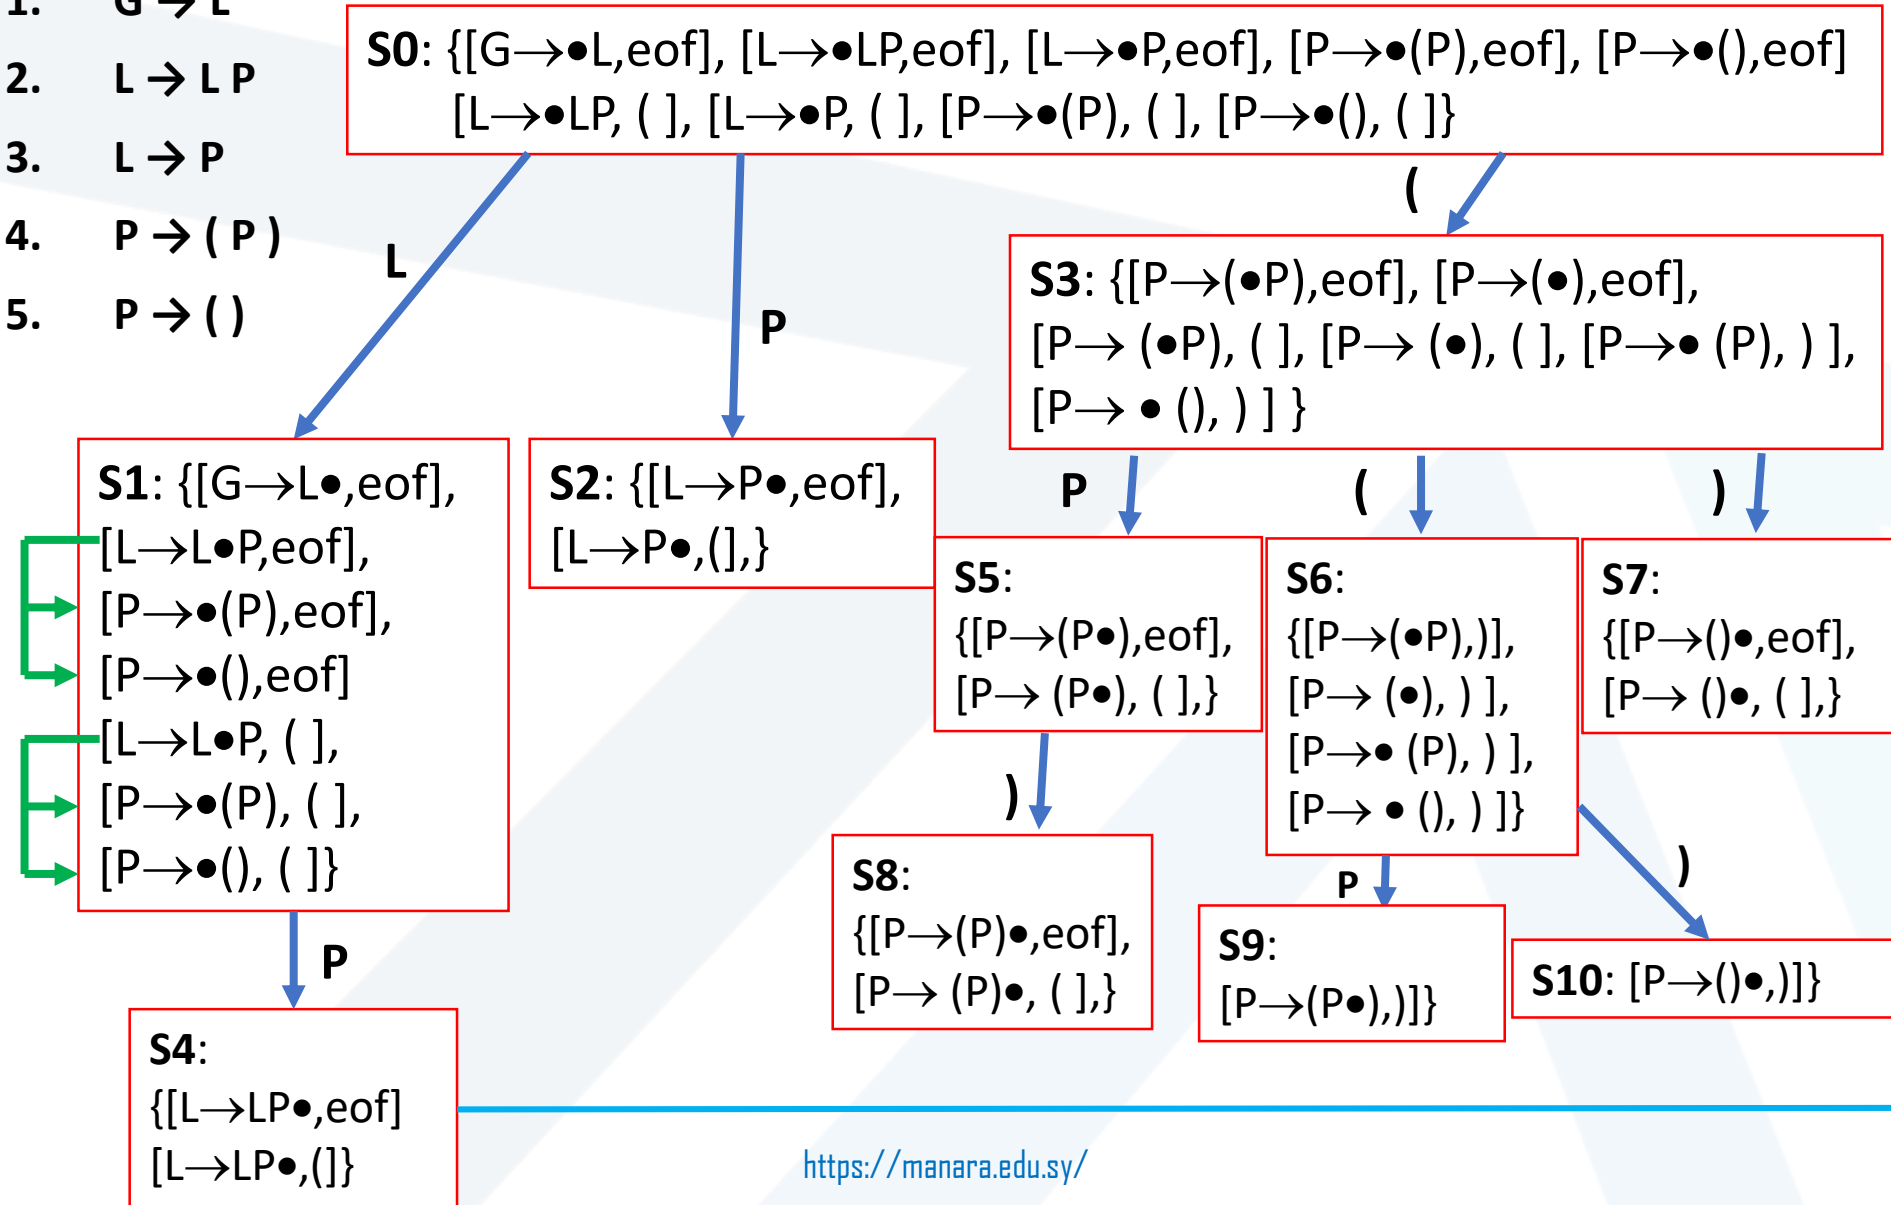 1. G → L
2. L → L P
3. L → P
4. P → ( P )
5. P → ( )
S0: {[G→●L,eof], [L→●LP,eof], [L→●P,eof], [P→●(P),eof], [P→●(),eof]
[L→●LP, ( ], [L→●P, ( ], [P→●(P), ( ], [P→●(), ( ]}
L
P
(
S3: {[P→(●P),eof], [P→(●),eof],
[P→ (●P), ( ], [P→ (●), ( ], [P→● (P), ) ],
[P→ ● (), ) ] }
S1: {[G→L●,eof],
[L→L●P,eof],
[P→●(P),eof],
[P→●(),eof]
[L→L●P, ( ],
[P→●(P), ( ],
[P→●(), ( ]}
S2: {[L→P●,eof],
[L→P●,(],}
P
(
)
S5:
{[P→(P●),eof],
[P→ (P●), ( ],}
S6:
{[P→(●P),)],
[P→ (●), ) ],
[P→● (P), ) ],
[P→ ● (), ) ]}
S7:
{[P→()●,eof],
[P→ ()●, ( ],}
)
P
)
S8:
{[P→(P)●,eof],
[P→ (P)●, ( ],}
S9:
[P→(P●),)]}
S10: [P→()●,)]}
P
S4:
{[L→LP●,eof]
[L→LP●,(]}
https://manara.edu.sy/